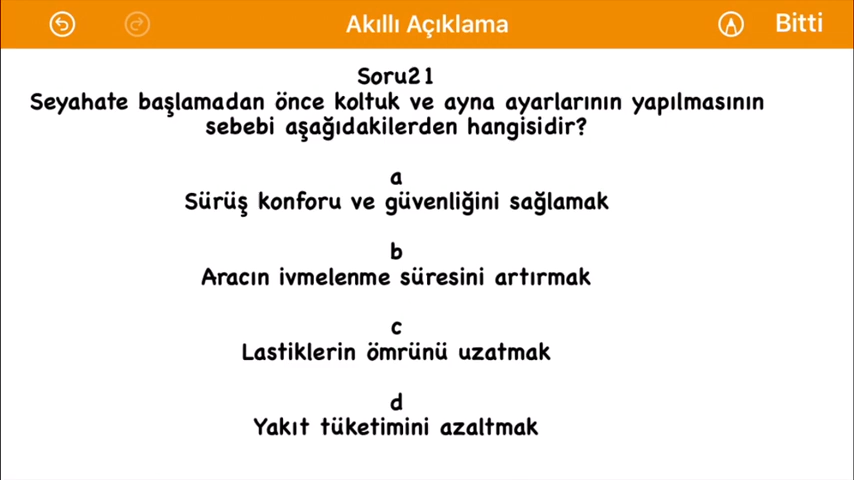 Akıllı Açıklama
Bitti
Soru21
Seyahate başlamadan önce koltuk ve ayna ayarlarının yapılmasının
sebebi aşağıdakilerden hangisidir?
a
Sürüş konforu ve güvenliğini sağlamak
b
Aracın ivmelenme süresini artırmak
c
Lastiklerin ömrünü uzatmak
d
Yakıt tüketimini azaltmak